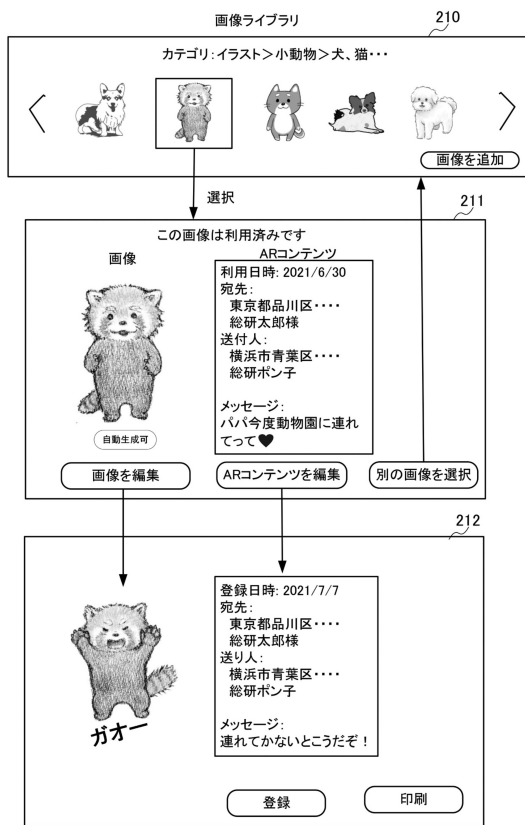 画像ライブラリ
210
カテゴリ：イラスト＞小動物＞犬、猫・・・
画像を追加
選択
211
この画像は利用済みです
画像
ARコンテンツ
利用日時: 2021/6/30
宛先：
東京都品川区・・・・
総研太郎様
送付人：
横浜市青葉区・・・・
総研ポン子
メッセージ：
パパ今度動物園に連れ
てって♥
自動生成可
画像を編集
ARコンテンツを編集
別の画像を選択
212
登録日時: 2021/7/7
宛先：
東京都品川区・・・・
総研太郎様
送り人：
横浜市青葉区・・・・
総研ポン子
メッセージ：
連れてかないとこうだぞ！
ガオー
登録
印刷